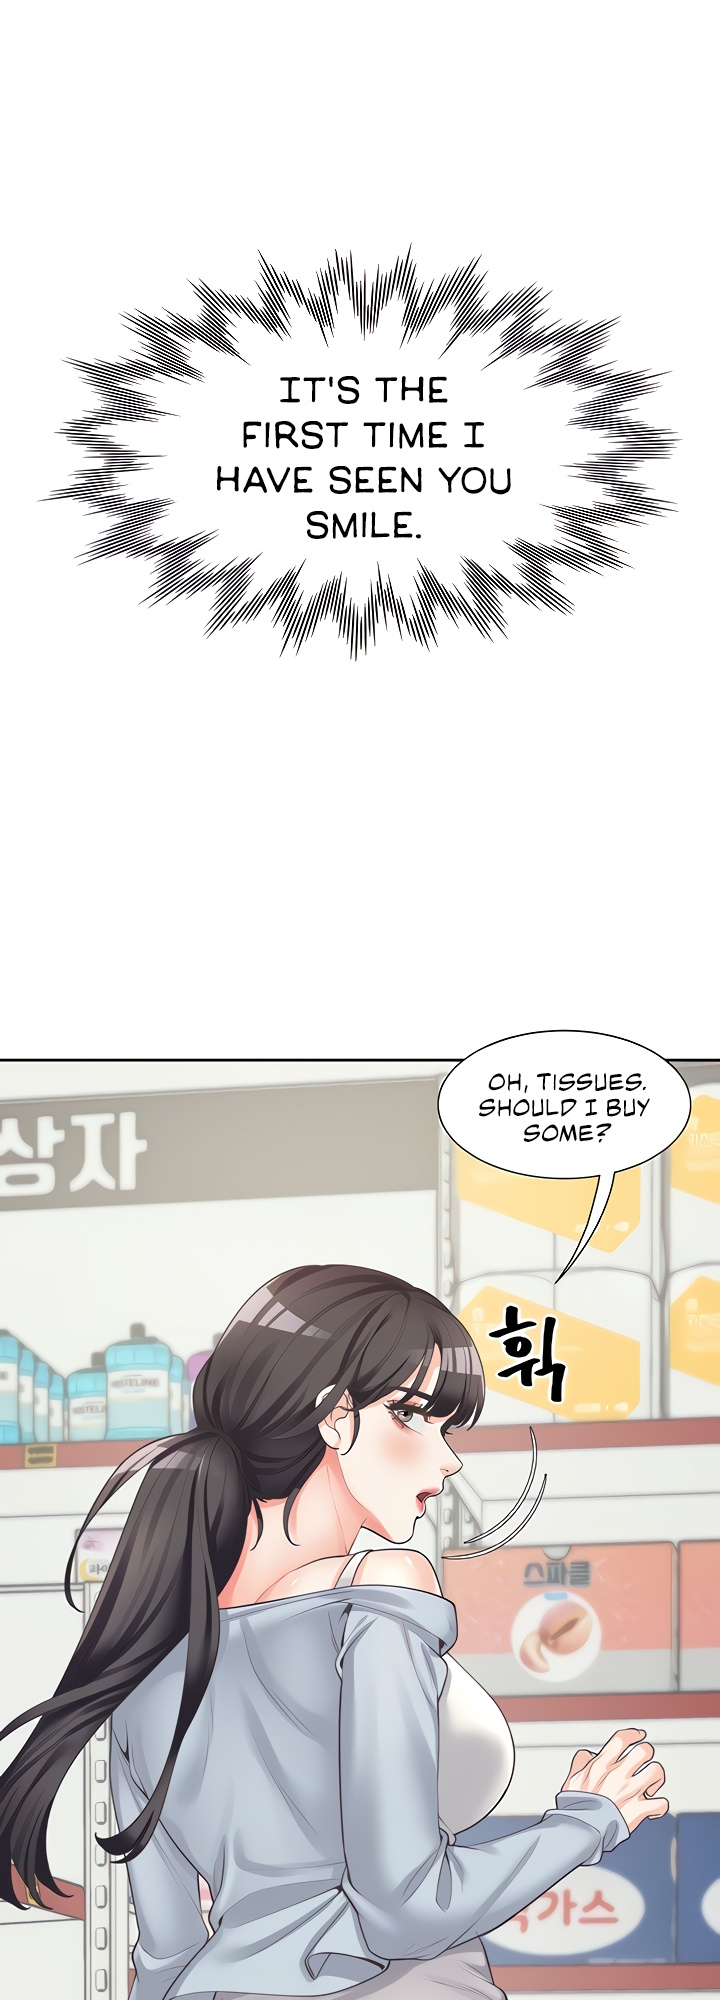 IT'S THE
FIRST TIME I
HAVE SEEN YOU
SMILE.
OH, TISSUES.
SHOULD I BUY
SOME?
상자
휙
스파클
가스